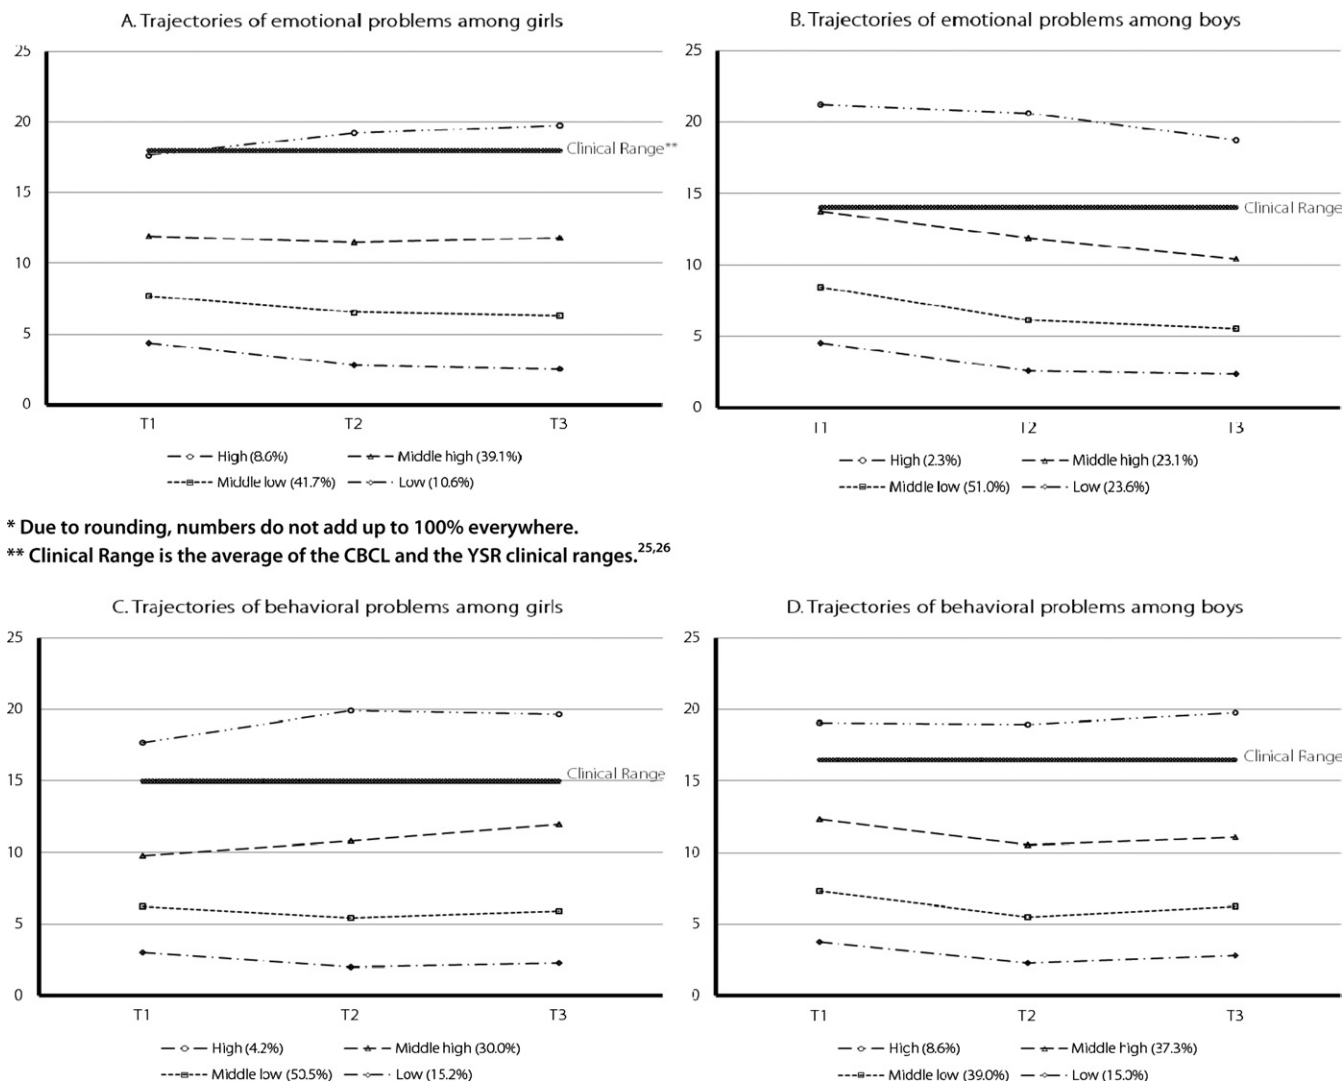 A. Trajectories of emotional problems among girls
25
20
Clinical Range**
15
10
5
0
T1 T2 T3
High (8.6%) Middle high (39.1%)
Middle low (41.7%) Low (10.6%)
B. Trajectories of emotional problems among boys
25
20
15
Clinical Range
10
5
0
T1 T2 T3
High (2.3%) Middle high (23.1%)
Middle low (51.0%) Low (23.6%)
* Due to rounding, numbers do not add up to 100% everywhere.
** Clinical Range is the average of the CBCL and the YSR clinical ranges.25,26
C. Trajectories of behavioral problems among girls
25
20
15
Clinical Range
10
5
0
T1 T2 T3
High (4.2%) Middle high (30.0%)
Middle low (50.5%) Low (15.2%)
D. Trajectories of behavioral problems among boys
25
20
Clinical Range
15
10
5
0
T1 T2 T3
High (8.6%) Middle high (37.3%)
Middle low (39.0%) Low (15.0%)